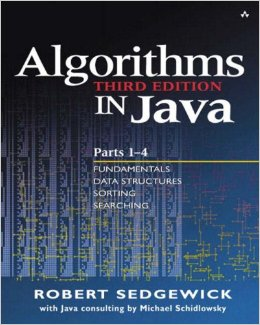 Algorithms
THIRD EDITION
IN Java
Parts 1–4
FUNDAMENTALS
DATA STRUCTURES
SORTING
SEARCHING
ROBERT SEDGEWICK
with Java consulting by Michael Schidlowsky